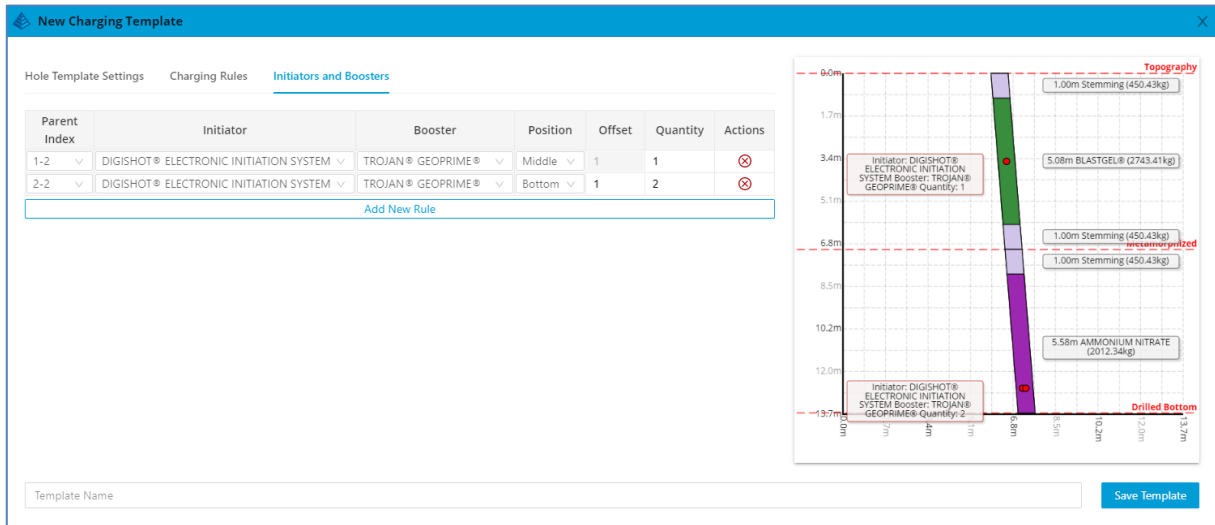 New Charging Template
X
Hole Template Settings Charging Rules Initiators and Boosters
Parent
Index
Initiator Booster Position Offset Quantity Actions
1-2 DIGISHOT® ELECTRONIC INITIATION SYSTEM TROJAN® GEOPRIME® Middle 1 1
2-2 DIGISHOT® ELECTRONIC INITIATION SYSTEM TROJAN® GEOPRIME® Bottom 1 2
Add New Rule
Topography
0.0m
1.00m Stemming (450.43kg)
1.7m
3.4m
Initiator: DIGISHOT®
ELECTRONIC INITIATION
SYSTEM Booster: TROJAN®
GEOPRIME® Quantity: 1
5.08m BLASTGEL® (2743.41kg)
5.1m
1.00m Stemming (450.43kg)
6.8m
Metamorphized
1.00m Stemming (450.43kg)
8.5m
10.2m
5.58m AMMONIUM NITRATE
(2012.34kg)
12.0m
Initiator: DIGISHOT®
ELECTRONIC INITIATION
SYSTEM Booster: TROJAN®
GEOPRIME® Quantity: 2
Drilled Bottom
13.7m
0.0m
6.8m
8.5m
10.2m
12.0m
13.7m
Template Name
Save Template